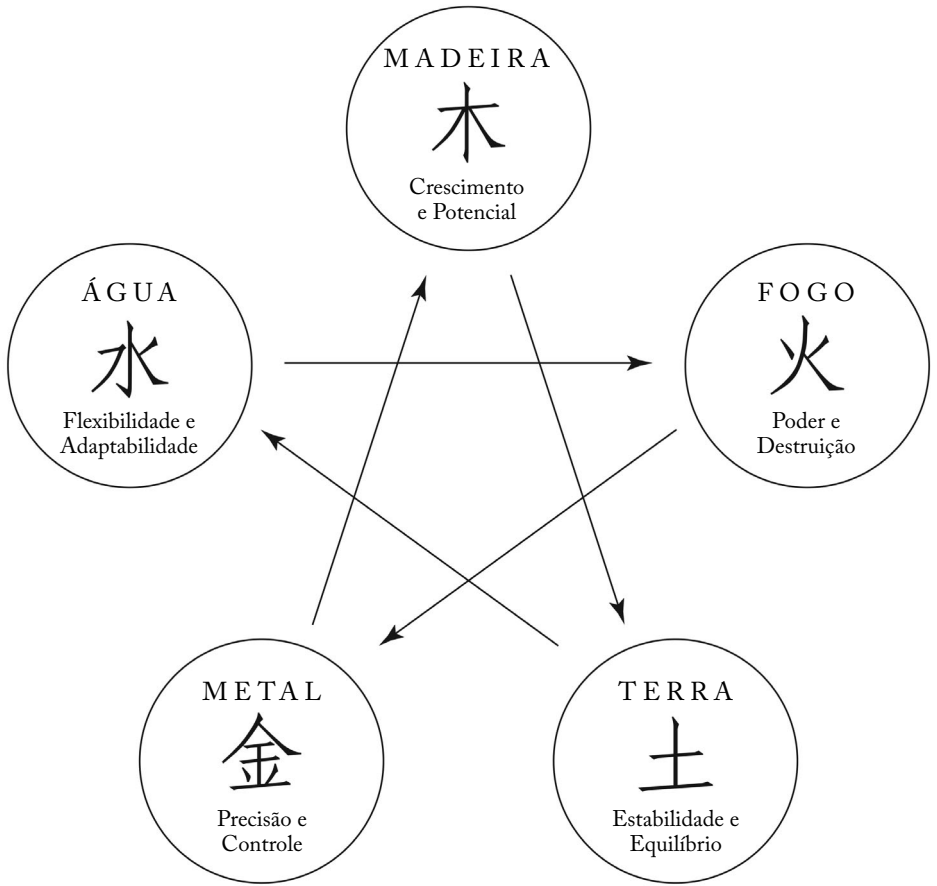 MADEIRA
木
Crescimento
e Potencial
ÁGUA
水
Flexibilidade e
Adaptabilidade
FOGO
火
Poder e
Destruição
METAL
金
Precisão e
Controle
TERRA
土
Estabilidade e
Equilíbrio